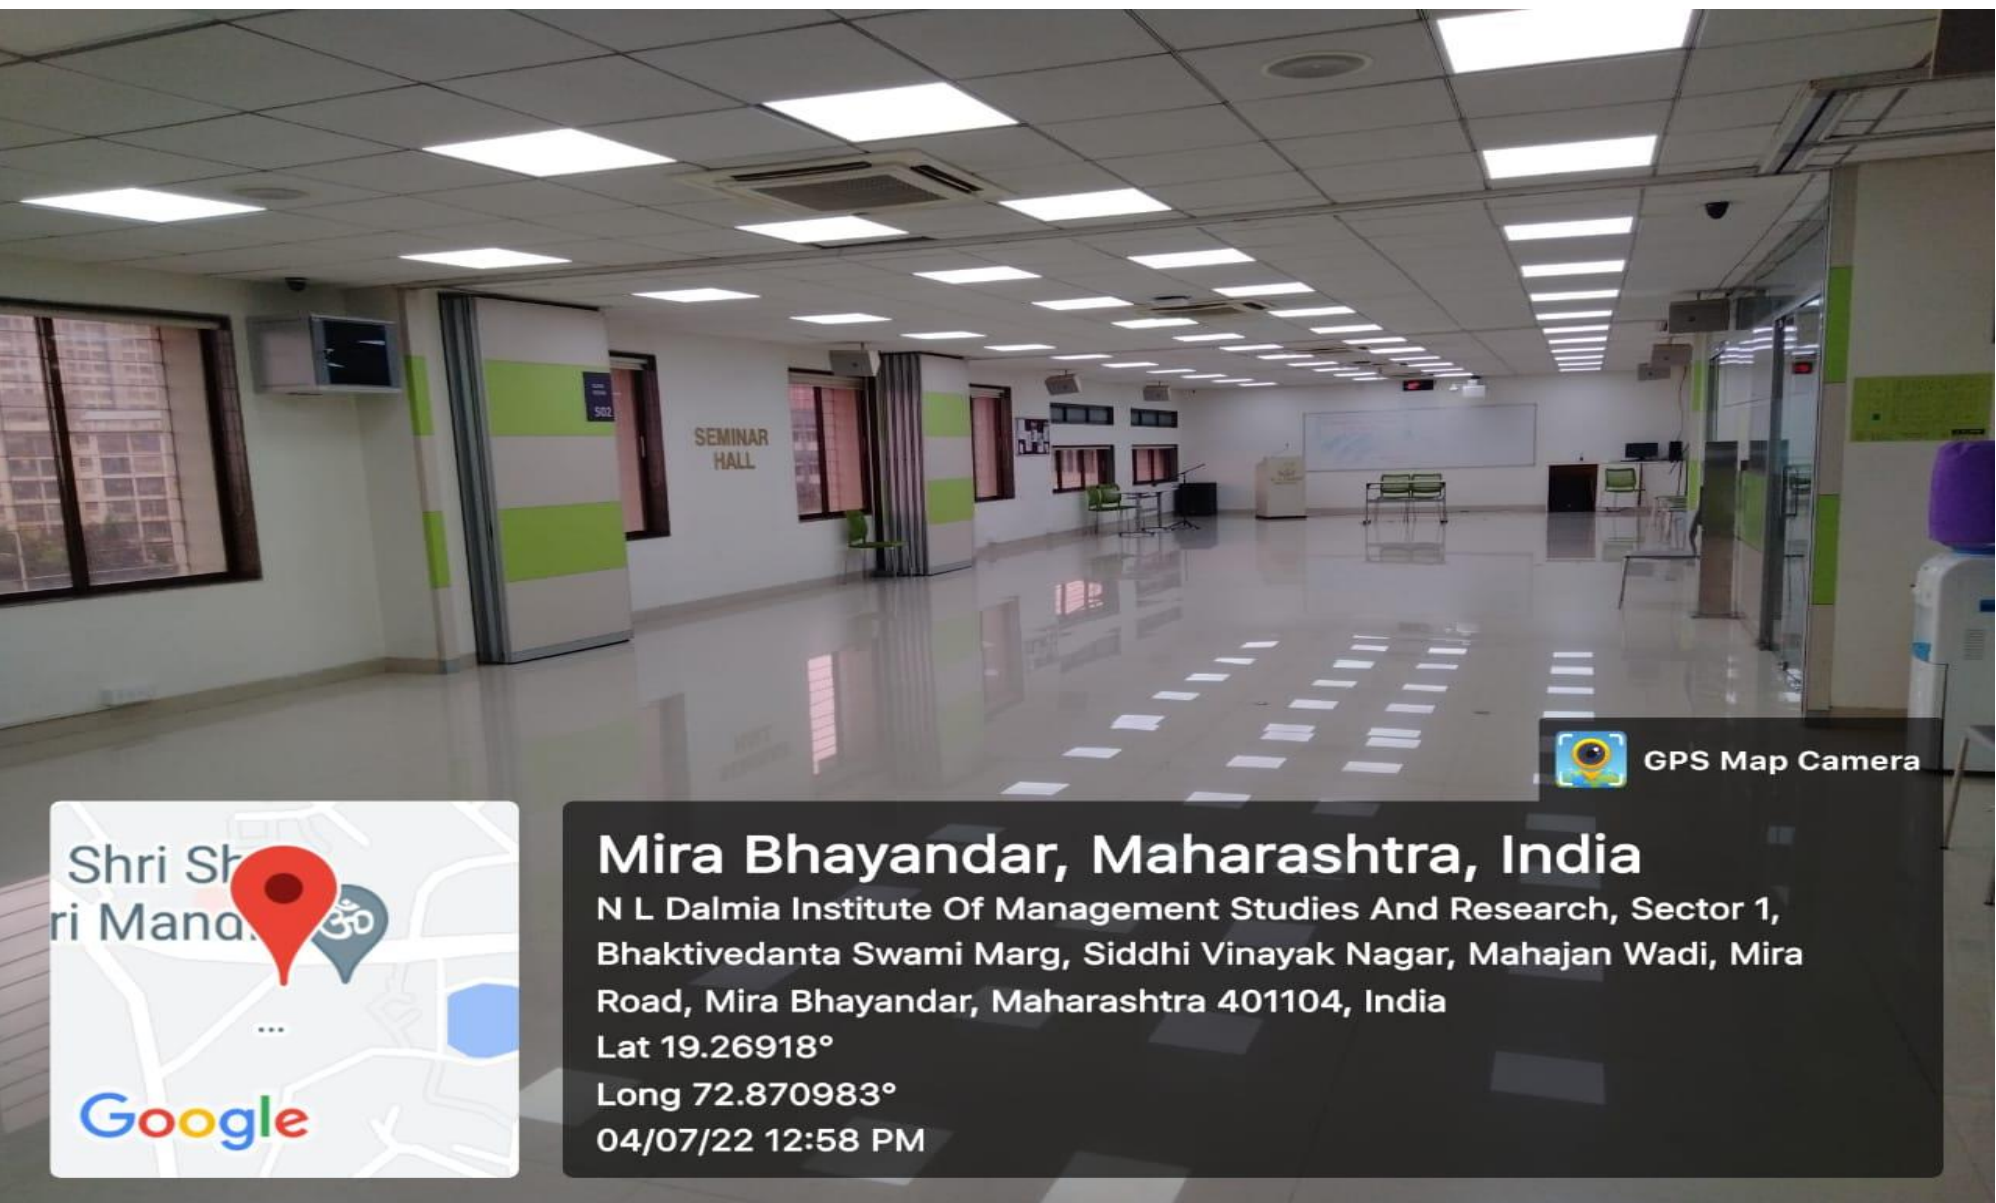 502
SEMINAR
HALL
GPS Map Camera
Shri Sh
ri Mand
Google
Mira Bhayandar, Maharashtra, India
N L Dalmia Institute Of Management Studies And Research, Sector 1,
Bhaktivedanta Swami Marg, Siddhi Vinayak Nagar, Mahajan Wadi, Mira
Road, Mira Bhayandar, Maharashtra 401104, India
Lat 19.26918°
Long 72.870983°
04/07/22 12:58 PM